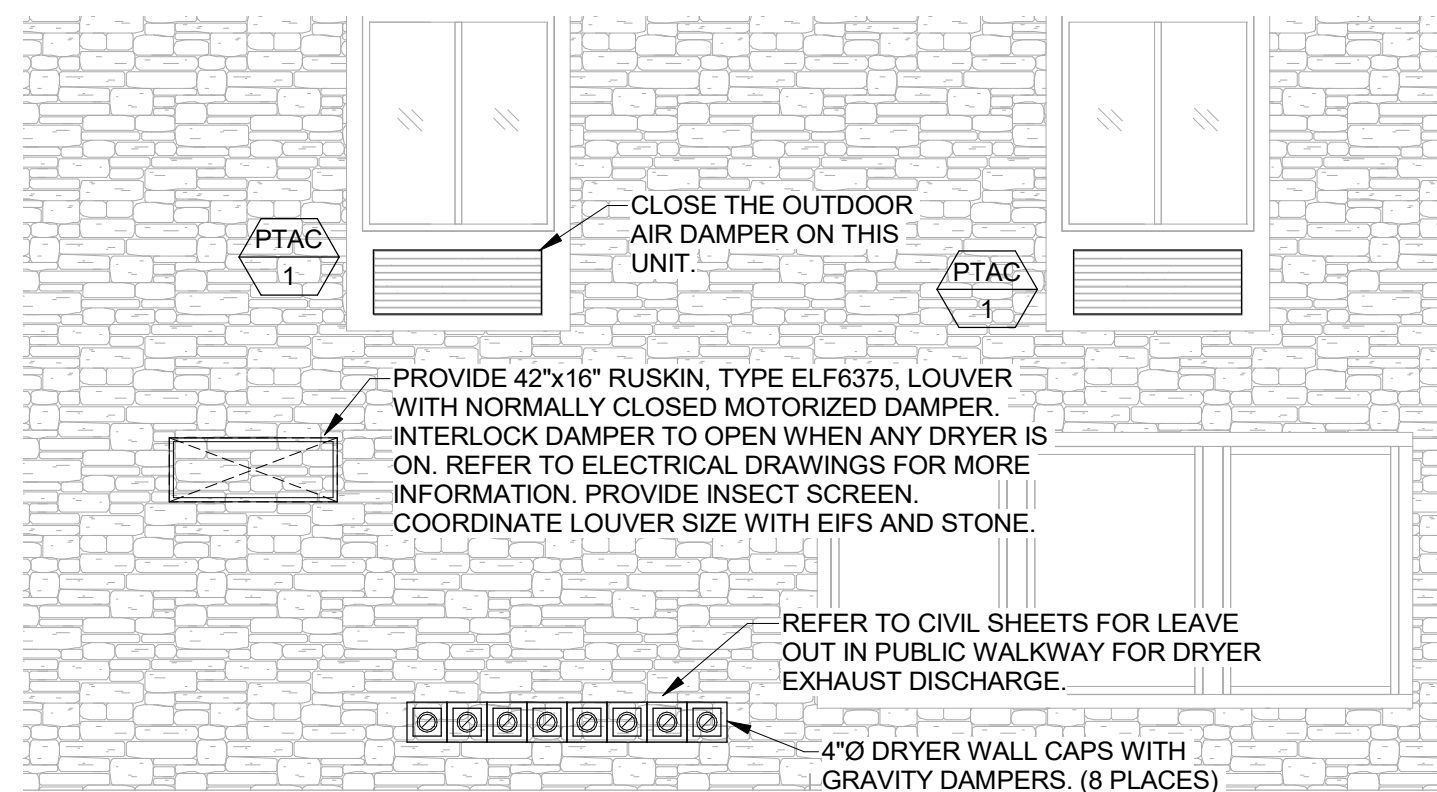 CLOSE THE OUTDOOR
AIR DAMPER ON THIS
UNIT.
PTAC
1
PTAC
1
PROVIDE 42"x16" RUSKIN, TYPE ELF6375, LOUVER
WITH NORMALLY CLOSED MOTORIZED DAMPER.
INTERLOCK DAMPER TO OPEN WHEN ANY DRYER IS
ON. REFER TO ELECTRICAL DRAWINGS FOR MORE
INFORMATION. PROVIDE INSECT SCREEN.
COORDINATE LOUVER SIZE WITH EIFS AND STONE.
REFER TO CIVIL SHEETS FOR LEAVE
OUT IN PUBLIC WALKWAY FOR DRYER
EXHAUST DISCHARGE.
4"Ø DRYER WALL CAPS WITH
GRAVITY DAMPERS. (8 PLACES)